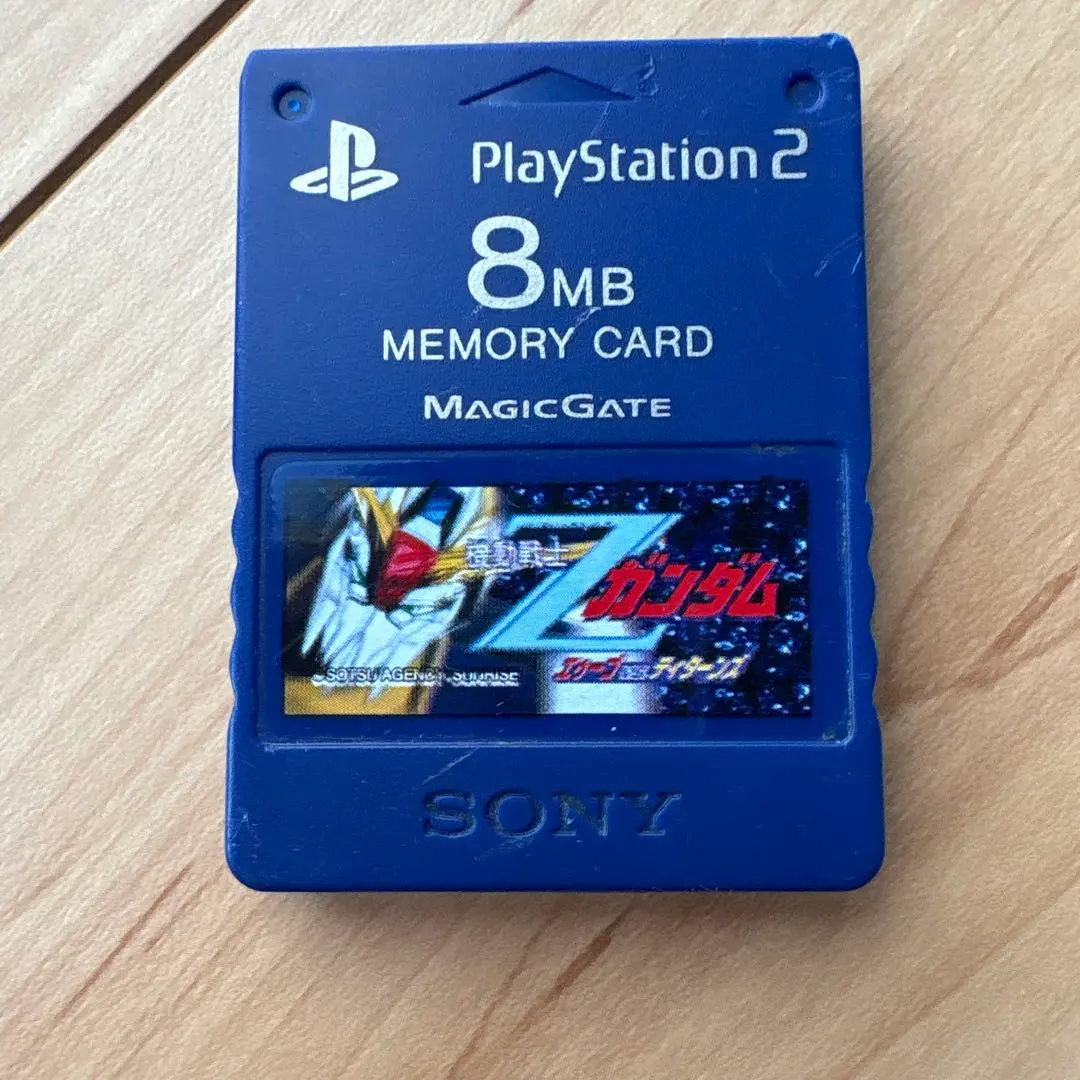 PlayStation 2
8MB
MEMORY CARD
MAGICGATE
機動戦士
Z
ガンダム
エゥーゴ VS. ティターンズ
©SOTSU AGENCY, SUNRISE
SONY